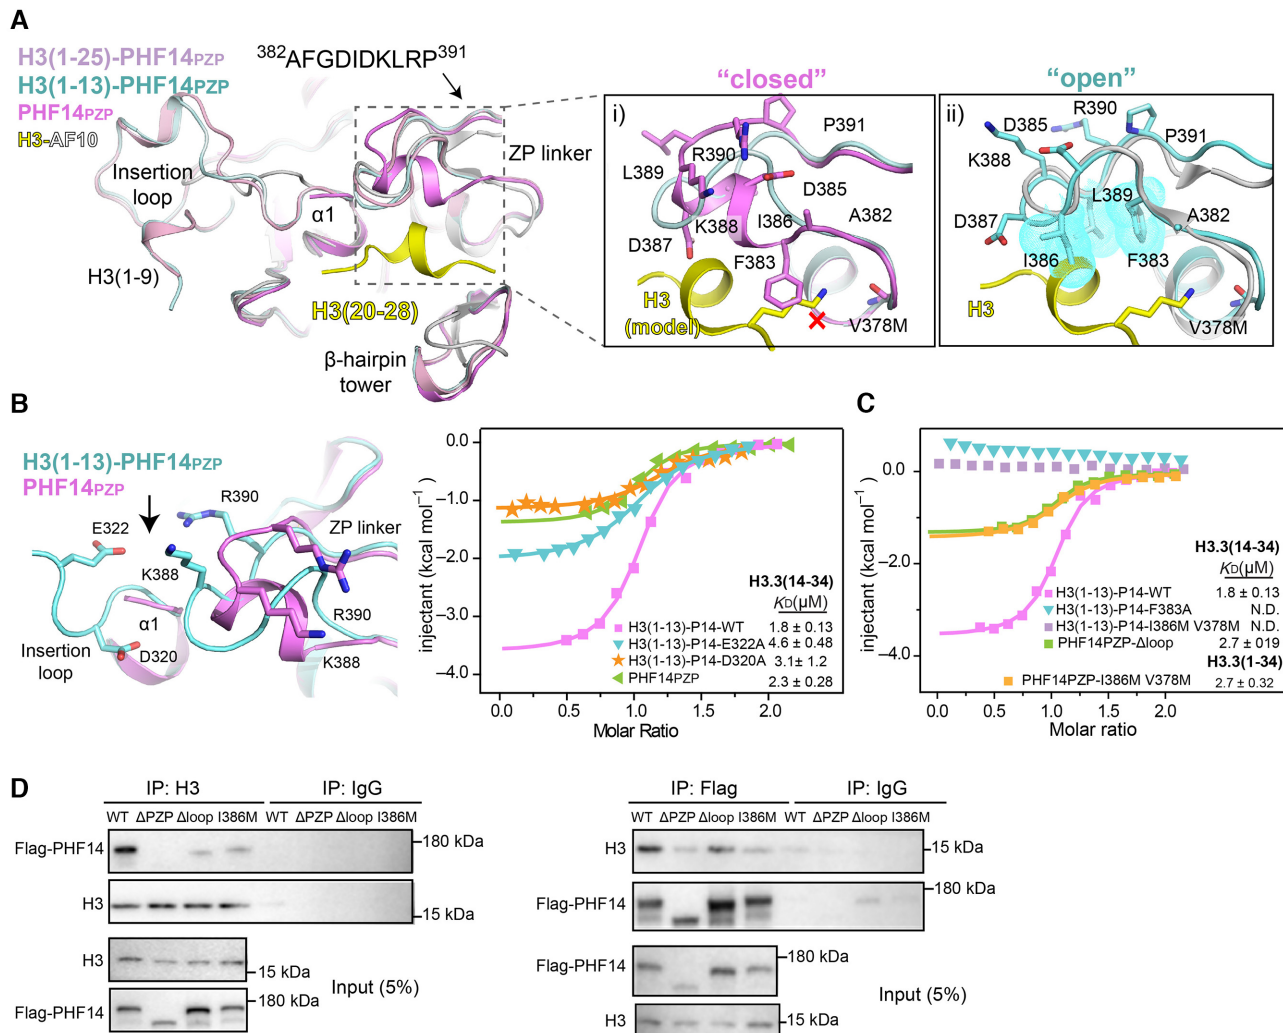 A
H3(1-25)-PHF14PZP
H3(1-13)-PHF14PZP
PHF14PZP
H3-AF10
382AFGDIDKLRP391
Insertion
loop
α1
ZP linker
H3(1-9)
H3(20-28)
β-hairpin
tower
"closed"
i)
P391
R390
L389
D385
K388
I386
A382
D387
F383
H3
(model)
V378M
"open"
ii)
R390
D385
P391
K388
L389
D387
A382
I386
F383
H3
V378M
B
H3(1-13)-PHF14PZP
PHF14PZP
R390
E322
ZP linker
K388
α1
R390
Insertion
loop
D320
K388
injectant (kcal mol−1)
0.0
−1.0
−2.0
−3.0
−4.0
H3.3(14-34)
KD(µM)
H3(1-13)-P14-WT 1.8 ± 0.13
H3(1-13)-P14-E322A 4.6 ± 0.48
H3(1-13)-P14-D320A 3.1± 1.2
PHF14PZP 2.3 ± 0.28
0.0 0.5 1.0 1.5 2.0
Molar Ratio
C
injectant (kcal mol−1)
0.0
−2.0
−4.0
H3.3(14-34)
KD(µM)
H3(1-13)-P14-WT 1.8 ± 0.13
H3(1-13)-P14-F383A N.D.
H3(1-13)-P14-I386M V378M N.D.
PHF14PZP-Δloop 2.7 ± 019
H3.3(1-34)
PHF14PZP-I386M V378M 2.7 ± 0.32
0.0 0.5 1.0 1.5 2.0
Molar ratio
D
IP: H3 IP: IgG
WT ΔPZP Δloop I386M WT ΔPZP Δloop I386M
Flag-PHF14 180 kDa
H3 15 kDa
H3 15 kDa
Flag-PHF14 180 kDa
Input (5%)
IP: Flag IP: IgG
WT ΔPZP Δloop I386M WT ΔPZP Δloop I386M
H3 15 kDa
Flag-PHF14 180 kDa
Flag-PHF14 180 kDa
Input (5%)
H3 15 kDa